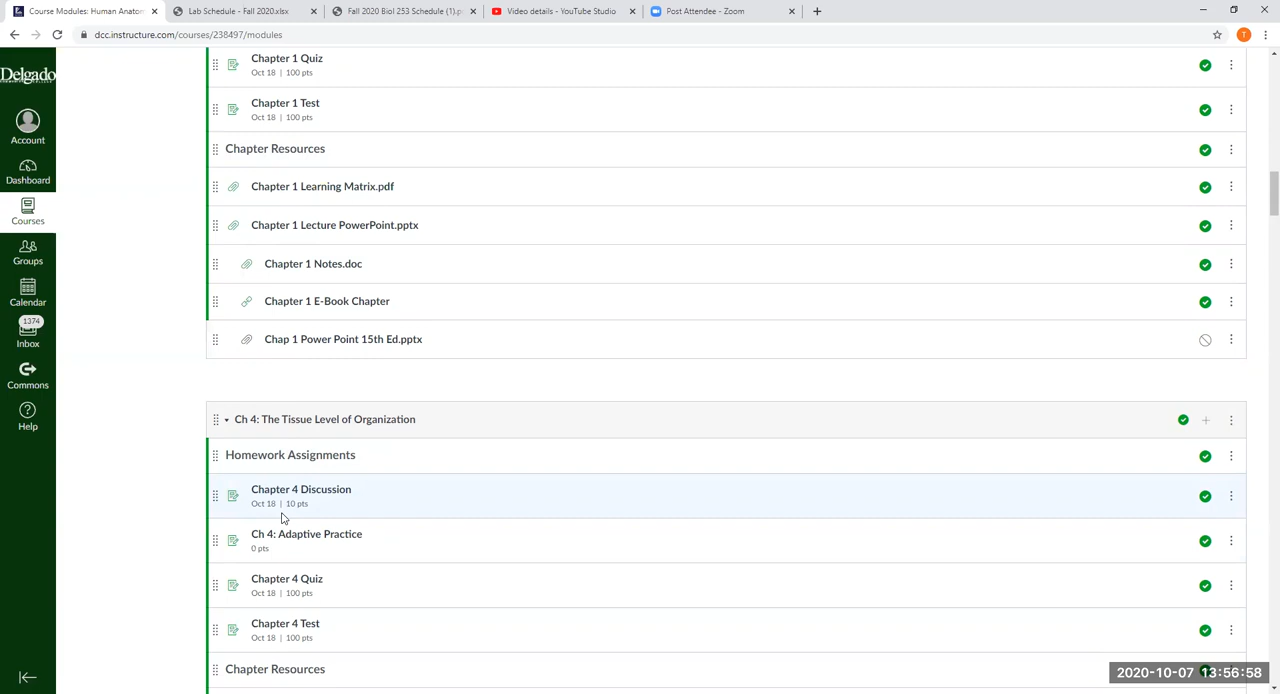 Course Modules: Human Anaton
Lab Schedule - Fall 2020.xlsx
Fall 2020 Biol 253 Schedule (1).p
Video details - YouTube Studio
Post Attendee - Zoom
dcc.instructure.com/courses/238497/modules
T
Delgado
Account
Dashboard
Courses
Groups
Calendar
1374
Inbox
Commons
Help
Chapter 1 Quiz
Oct 18 | 100 pts
Chapter 1 Test
Oct 18 | 100 pts
Chapter Resources
Chapter 1 Learning Matrix.pdf
Chapter 1 Lecture PowerPoint.pptx
Chapter 1 Notes.doc
Chapter 1 E-Book Chapter
Chap 1 Power Point 15th Ed.pptx
Ch 4: The Tissue Level of Organization
Homework Assignments
Chapter 4 Discussion
Oct 18 | 10 pts
Ch 4: Adaptive Practice
0 pts
Chapter 4 Quiz
Oct 18 | 100 pts
Chapter 4 Test
Oct 18 | 100 pts
Chapter Resources
2020-10-07 13:56:58